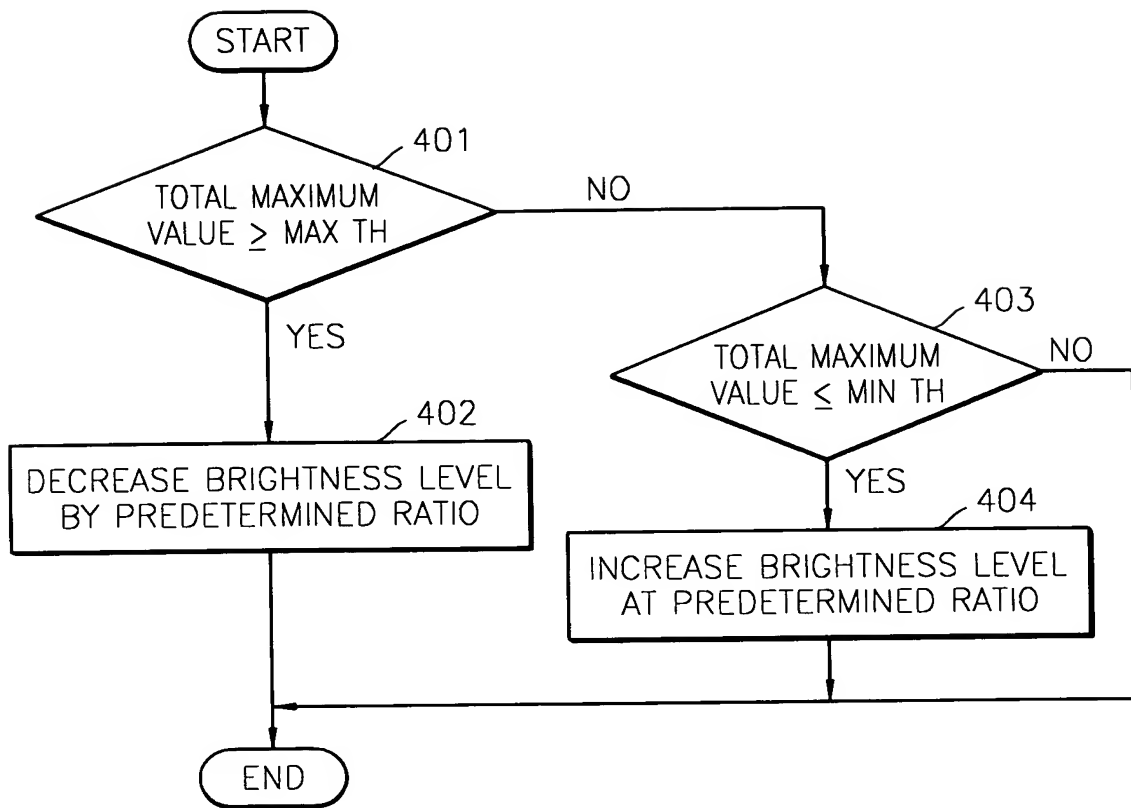 START
401
TOTAL MAXIMUM
VALUE ≥ MAX TH
NO
YES
403
TOTAL MAXIMUM
VALUE ≤ MIN TH
NO
402
DECREASE BRIGHTNESS LEVEL
BY PREDETERMINED RATIO
YES
404
INCREASE BRIGHTNESS LEVEL
AT PREDETERMINED RATIO
END